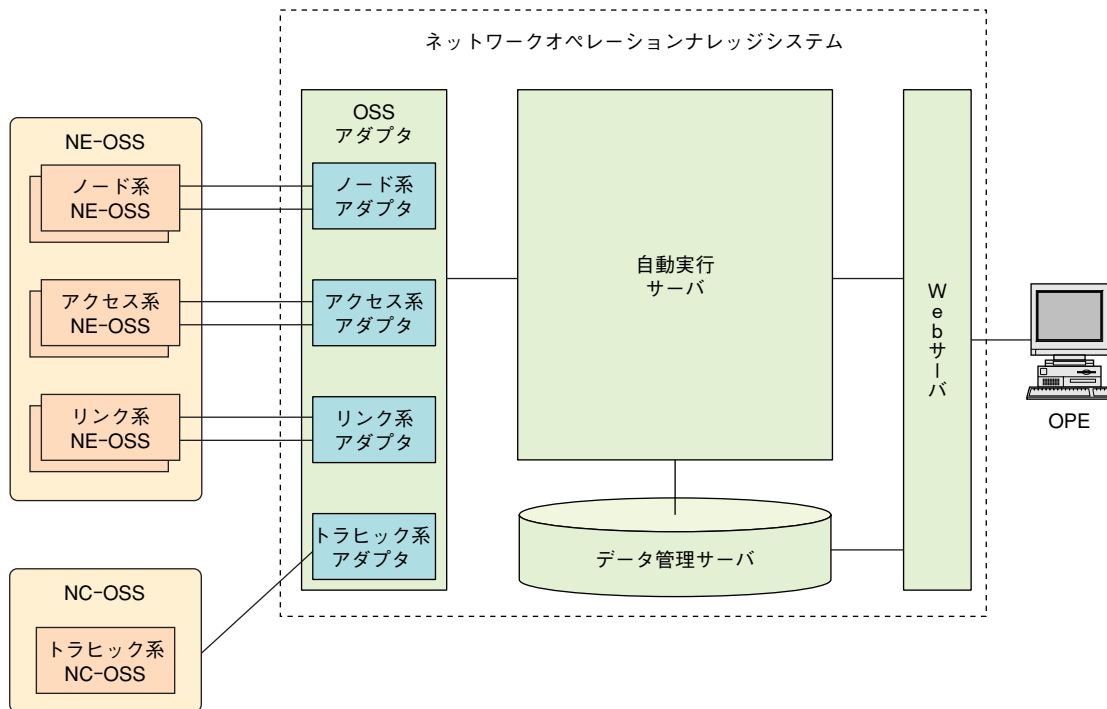 ネットワークオペレーションナレッジシステム
NE-OSS
ノード系
NE-OSS
アクセス系
NE-OSS
リンク系
NE-OSS
NC-OSS
トラヒック系
NC-OSS
OSS
アダプタ
ノード系
アダプタ
アクセス系
アダプタ
リンク系
アダプタ
トラヒック系
アダプタ
自動実行
サーバ
データ管理サーバ
Webサーバ
OPE